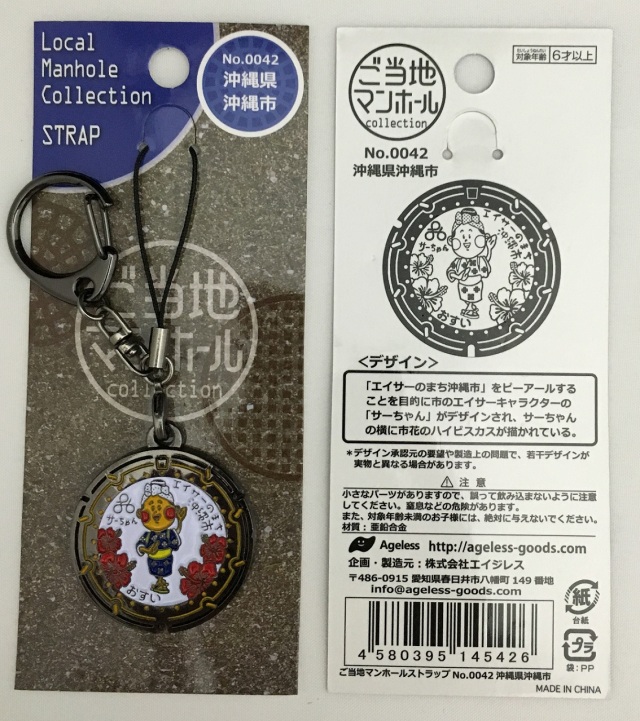 Local
Manhole
Collection
STRAP
No.0042
沖縄県
沖縄市
ご当地
マンホール
collection
エイサーのまち
沖縄市
サーちゃん
おすい
ご当地
マンホール
collection
対象年齢 6才以上
No.0042
沖縄県沖縄市
エイサーのまち
沖縄市
サーちゃん
おすい
<デザイン>
「エイサーのまち沖縄市」をピーアールする
ことを目的に市のエイサーキャラクターの
「サーちゃん」がデザインされ、サーちゃん
の横に市花のハイビスカスが描かれている。
*デザイン承認元の要望や製造上の問題で、若干デザインが
実物と異なる場合があります。
⚠ 注意
小さなパーツがありますので、誤って飲み込まないように注意
してください。窒息などの危険があります。
また、対象年齢未満のお子様には、絶対に与えないでください。
材質:亜鉛合金
Ageless http://ageless-goods.com
企画・製造元:株式会社エイジレス
〒486-0915 愛知県春日井市八幡町149番地
info@ageless-goods.com
4 580395 145426
ご当地マンホールストラップ No.0042 沖縄県沖縄市
紙
台紙
プラ
袋:PP
MADE IN CHINA